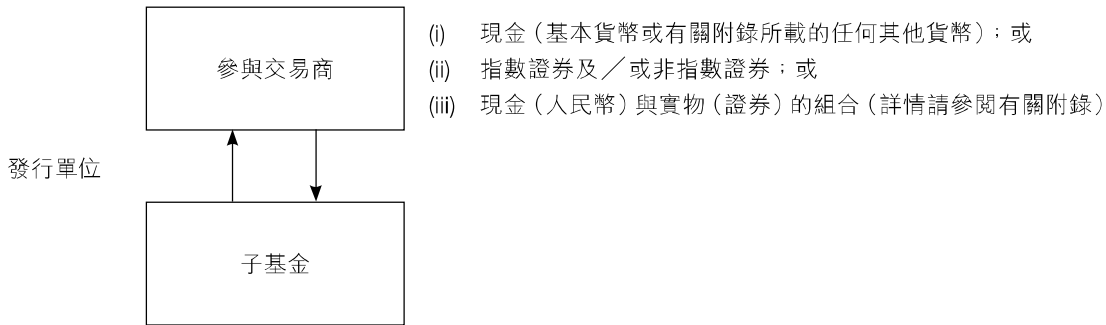 參與交易商
(i) 現金（基本貨幣或有關附錄所載的任何其他貨幣）；或
(ii) 指數證券及／或非指數證券；或
(iii) 現金（人民幣）與實物（證券）的組合（詳情請參閱有關附錄）
發行單位
子基金